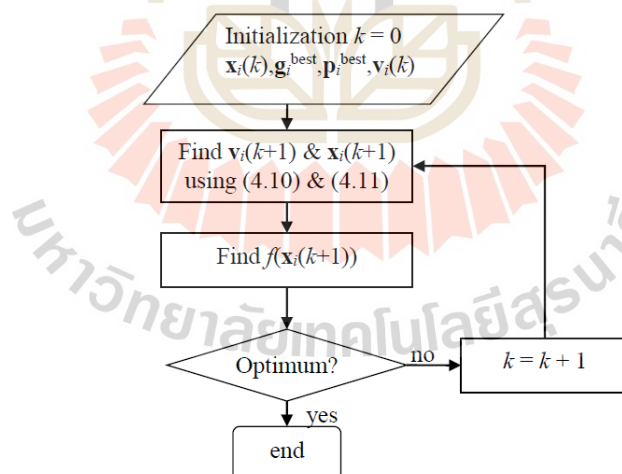 Initialization k = 0
xᵢ(k),gᵢᵇᵉˢᵗ,pᵢᵇᵉˢᵗ,vᵢ(k)
Find vᵢ(k+1) & xᵢ(k+1)
using (4.10) & (4.11)
Find f(xᵢ(k+1))
Optimum?
no
k = k + 1
yes
end
มหาวิทยาลัยเทคโนโลยีสุรนารี